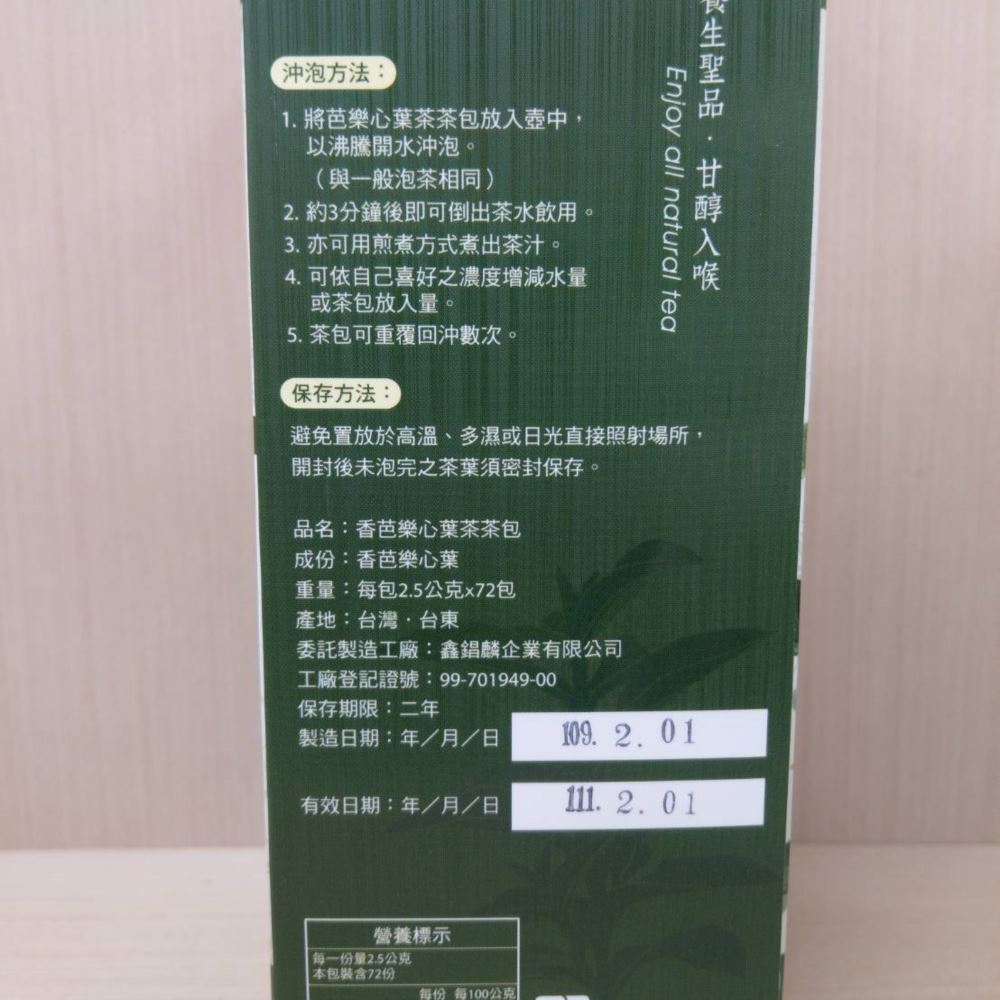 養生聖品．甘醇入喉
Enjoy all natural tea
沖泡方法：
1. 將芭樂心葉茶茶包放入壺中，
以沸騰開水沖泡。
（與一般泡茶相同）
2. 約3分鐘後即可倒出茶水飲用。
3. 亦可用煎煮方式煮出茶汁。
4. 可依自己喜好之濃度增減水量
或茶包放入量。
5. 茶包可重覆回沖數次。
保存方法：
避免置放於高溫、多濕或日光直接照射場所，
開封後未泡完之茶葉須密封保存。
品名：香芭樂心葉茶茶包
成份：香芭樂心葉
重量：每包2.5公克x72包
產地：台灣．台東
委託製造工廠：鑫錩麟企業有限公司
工廠登記證號：99-701949-00
保存期限：二年
製造日期：年／月／日 109. 2. 01
有效日期：年／月／日 111. 2. 01
營養標示
每一份量2.5公克
本包裝含72份
每份 每100公克